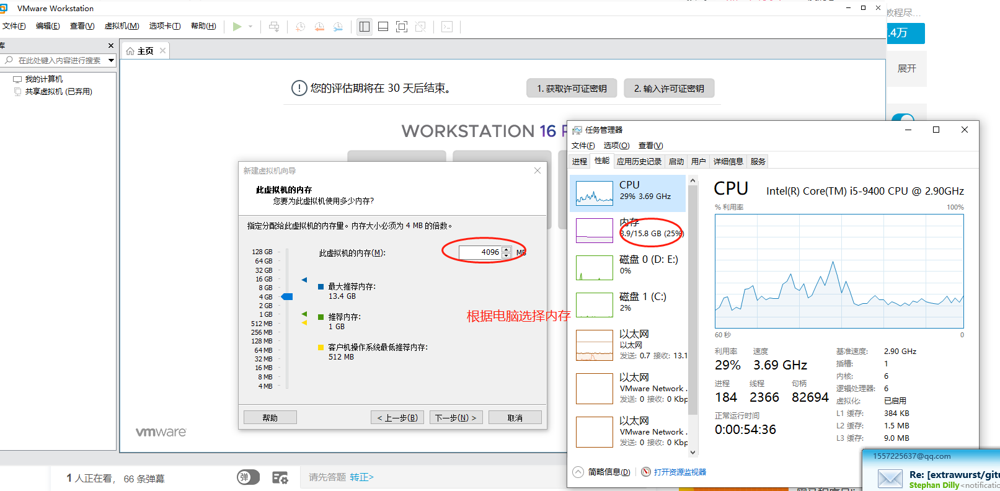 VMware Workstation
文件(F) 编辑(E) 查看(V) 虚拟机(M) 选项卡(T) 帮助(H)
库
在此处键入内容进行搜索
我的计算机
共享虚拟机 (已弃用)
主页
您的评估期将在 30 天后结束。
1. 获取许可证密钥
2. 输入许可证密钥
WORKSTATION 16
新建虚拟机向导
此虚拟机的内存
您要为此虚拟机使用多少内存?
指定分配给此虚拟机的内存量。内存大小必须为 4 MB 的倍数。
128 GB
64 GB
32 GB
16 GB
8 GB
4 GB
2 GB
1 GB
512 MB
256 MB
128 MB
64 MB
32 MB
16 MB
8 MB
4 MB
此虚拟机的内存(M):
4096 MB
最大推荐内存:
13.4 GB
推荐内存:
1 GB
客户机操作系统最低推荐内存:
512 MB
帮助
< 上一步(B)
下一步(N) >
取消
根据电脑选择内存
vmware
任务管理器
文件(F) 选项(O) 查看(V)
进程 性能 应用历史记录 启动 用户 详细信息 服务
CPU
29% 3.69 GHz
内存
3.9/15.8 GB (25%)
磁盘 0 (D: E:)
0%
磁盘 1 (C:)
2%
以太网
以太网
发送: 0.7 接收: 13.1
以太网
VMware Network
发送: 0 接收: 0 Kbp
以太网
VMware Network
发送: 0 接收: 0 Kbp
CPU
Intel(R) Core(TM) i5-9400 CPU @ 2.90GHz
% 利用率
100%
60 秒
0
利用率 速度
29% 3.69 GHz
进程 线程 句柄
184 2366 82694
正常运行时间
0:00:54:36
基准速度: 2.90 GHz
插槽: 1
内核: 6
逻辑处理器: 6
虚拟化: 已启用
L1 缓存: 384 KB
L2 缓存: 1.5 MB
L3 缓存: 9.0 MB
简略信息(D)
打开资源监视器
教程尽...
.4万
展开
1 人正在看， 66 条弹幕
弹
请先答题 转正>
1557225637@qq.com
Re: [extrawurst/gitu
Stephan Dilly <notificatio